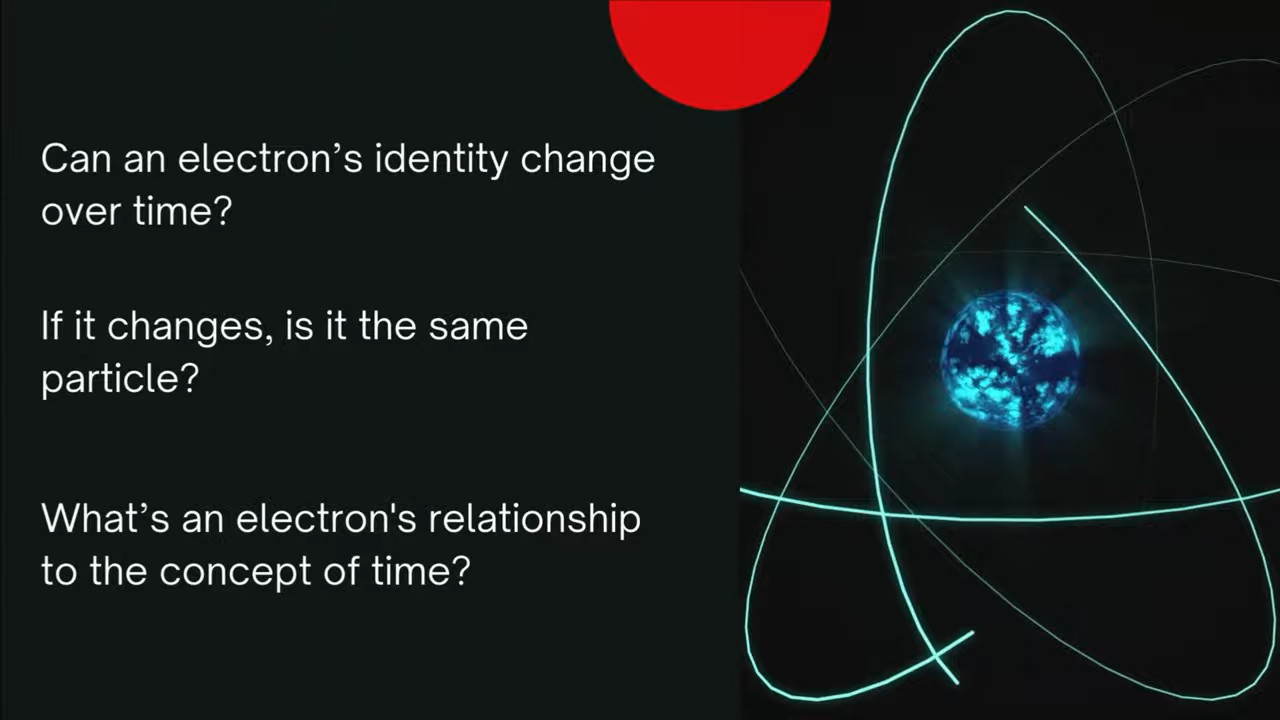 Can an electron’s identity change
over time?
If it changes, is it the same
particle?
What’s an electron's relationship
to the concept of time?